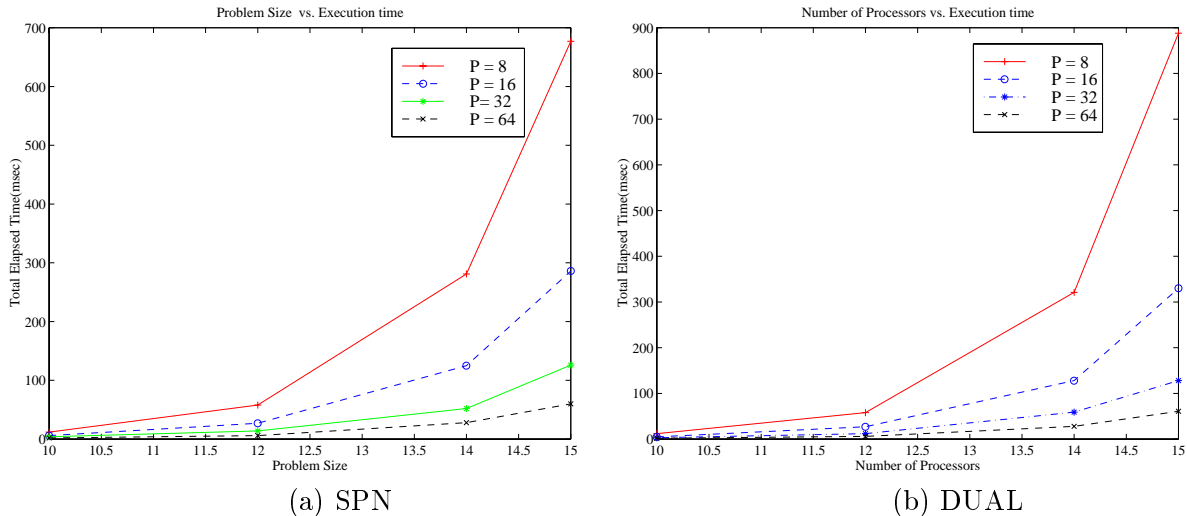 Problem Size vs. Execution time
700
600
500
400
300
200
100
0
Total Elapsed Time(msec)
P = 8
P = 16
P= 32
P = 64
10 10.5 11 11.5 12 12.5 13 13.5 14 14.5 15
Problem Size
(a) SPN
Number of Processors vs. Execution time
900
800
700
600
500
400
300
200
100
0
Total Elapsed Time(msec)
P = 8
P = 16
P = 32
P = 64
10 10.5 11 11.5 12 12.5 13 13.5 14 14.5 15
Number of Processors
(b) DUAL